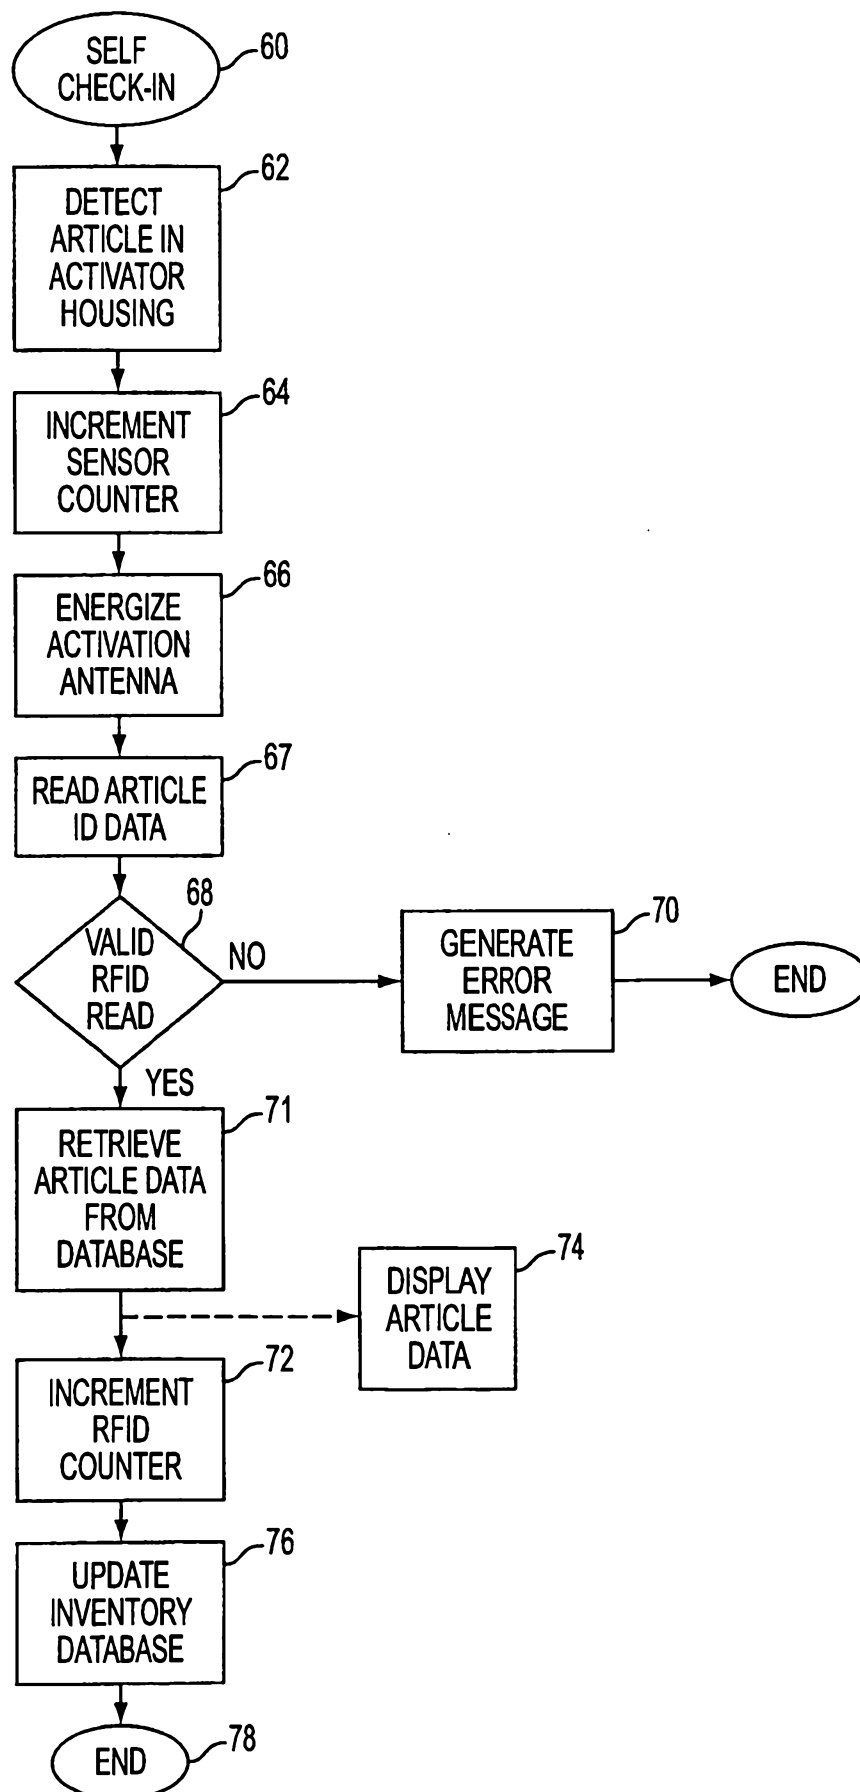 SELF
CHECK-IN
60
62
DETECT
ARTICLE IN
ACTIVATOR
HOUSING
64
INCREMENT
SENSOR
COUNTER
66
ENERGIZE
ACTIVATION
ANTENNA
67
READ ARTICLE
ID DATA
68
VALID
RFID
READ
NO
70
GENERATE
ERROR
MESSAGE
END
YES
71
RETRIEVE
ARTICLE DATA
FROM
DATABASE
74
DISPLAY
ARTICLE
DATA
72
INCREMENT
RFID
COUNTER
76
UPDATE
INVENTORY
DATABASE
END
78